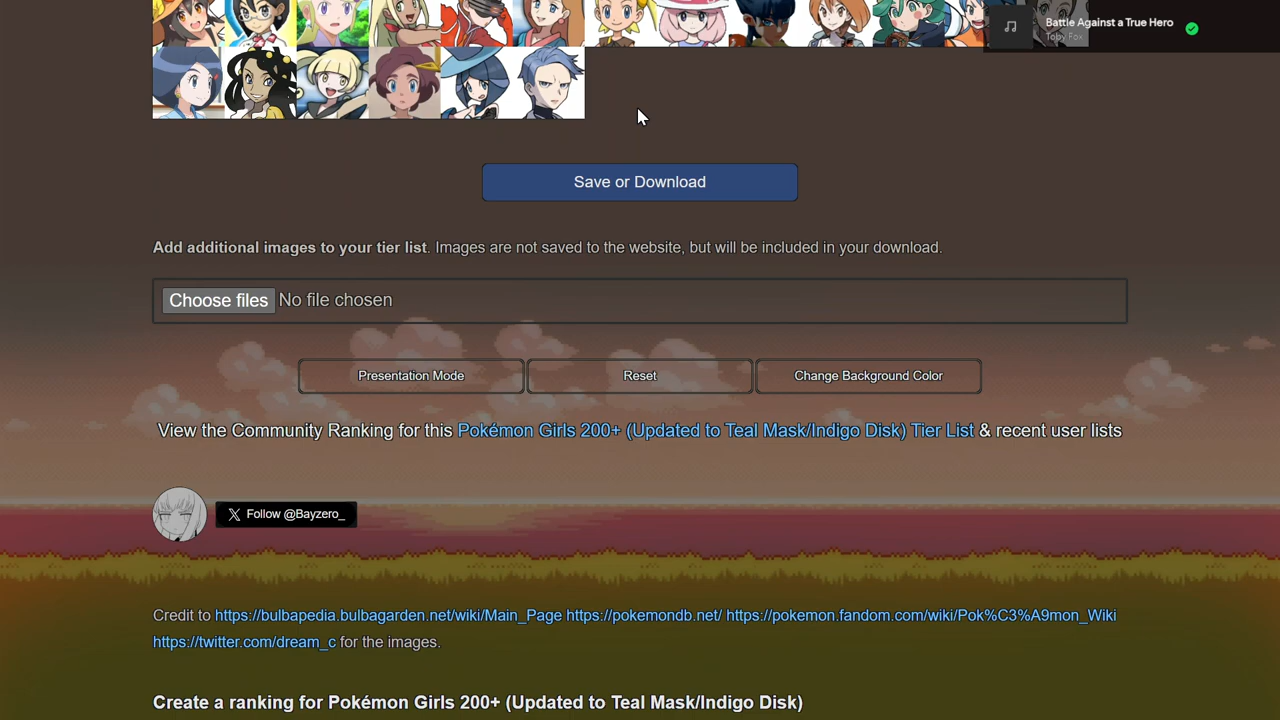 Battle Against a True Hero
Toby Fox
Save or Download
Add additional images to your tier list. Images are not saved to the website, but will be included in your download.
Choose files No file chosen
Presentation Mode
Reset
Change Background Color
View the Community Ranking for this Pokémon Girls 200+ (Updated to Teal Mask/Indigo Disk) Tier List & recent user lists
X Follow @Bayzero_
Credit to https://bulbapedia.bulbagarden.net/wiki/Main_Page https://pokemondb.net/ https://pokemon.fandom.com/wiki/Pok%C3%A9mon_Wiki
https://twitter.com/dream_c for the images.
Create a ranking for Pokémon Girls 200+ (Updated to Teal Mask/Indigo Disk)